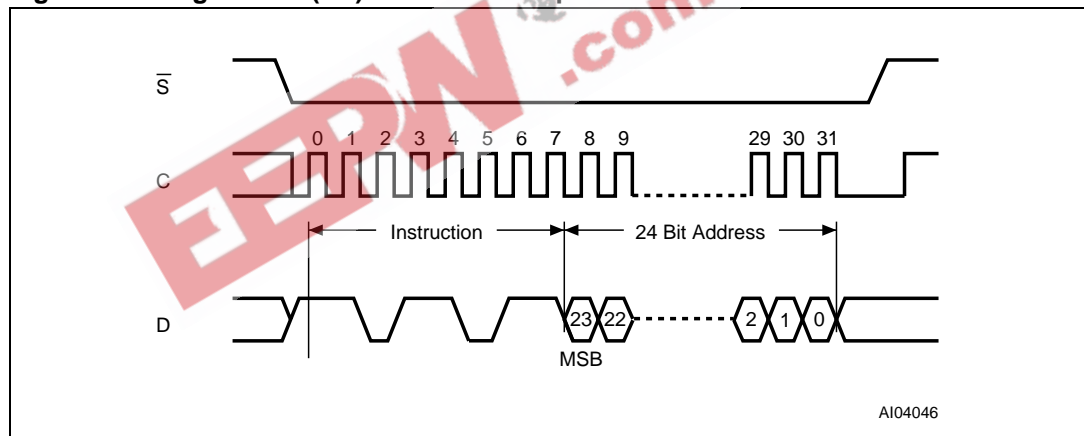 EEPW .com
S
0 1 2 3 4 5 6 7 8 9 29 30 31
C
Instruction 24 Bit Address
D
23 22 2 1 0
MSB
AI04046